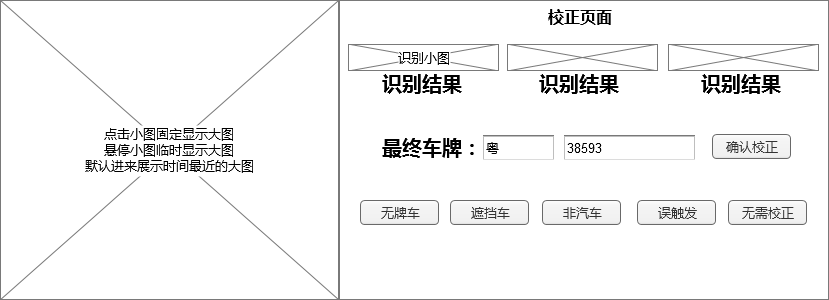 点击小图固定显示大图
悬停小图临时显示大图
默认进来展示时间最近的大图
校正页面
识别小图
识别结果 识别结果 识别结果
最终车牌： 粤 38593 确认校正
无牌车 遮挡车 非汽车 误触发 无需校正